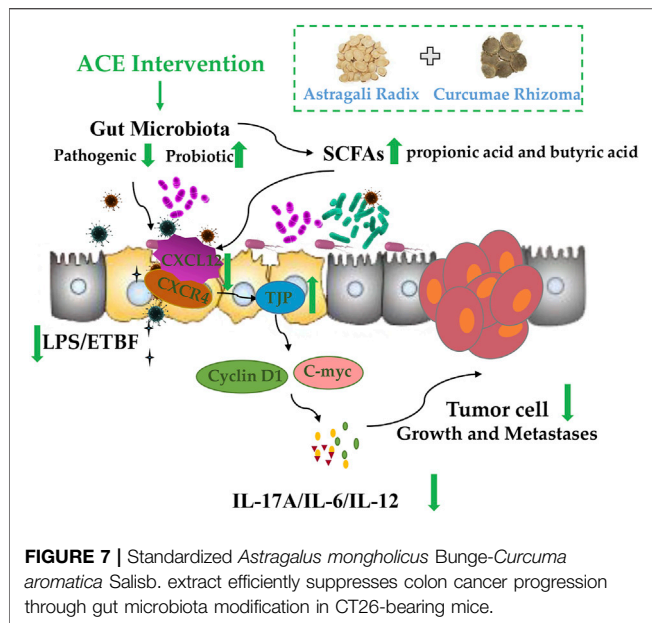 ACE Intervention
Astragali Radix Curcumae Rhizoma
Gut Microbiota
Pathogenic Probiotic
SCFAs propionic acid and butyric acid
CXCL12
CXCR4
TJP
LPS/ETBF
Cyclin D1
C-myc
Tumor cell
Growth and Metastases
IL-17A/IL-6/IL-12
FIGURE 7 | Standardized Astragalus mongholicus Bunge-Curcuma
aromatica Salisb. extract efficiently suppresses colon cancer progression
through gut microbiota modification in CT26-bearing mice.